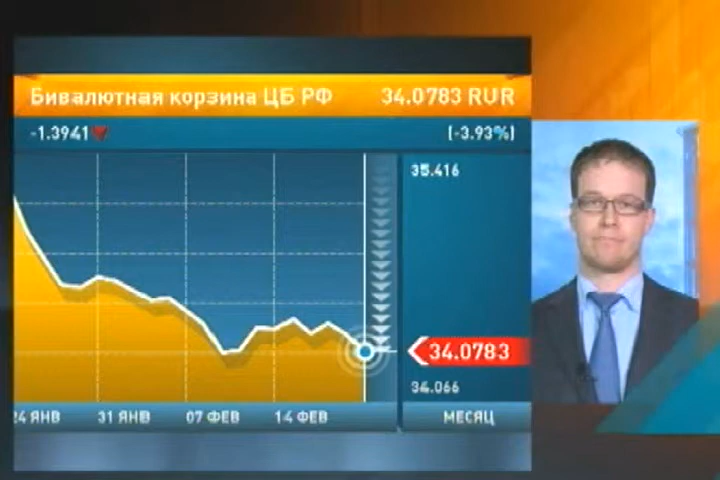 Бивалютная корзина ЦБ РФ 34.0783 RUR
-1.3941 (-3.93%)
35.416
34.0783
34.066
24 ЯНВ 31 ЯНВ 07 ФЕВ 14 ФЕВ МЕСЯЦ